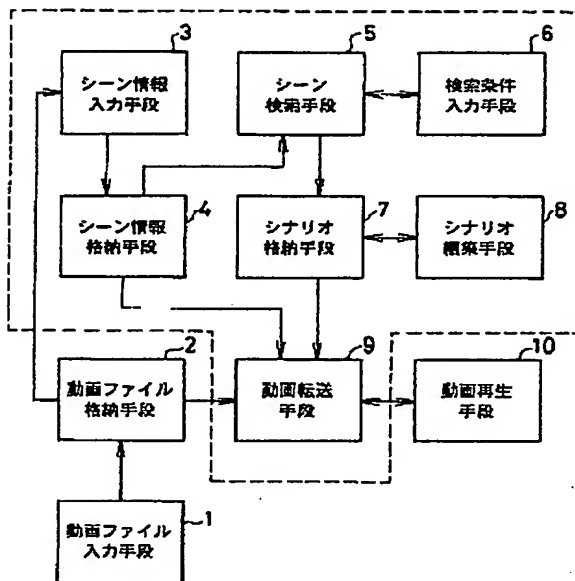 3
シーン情報
入力手段
5
シーン
検索手段
6
検索条件
入力手段
4
シーン情報
格納手段
7
シナリオ
格納手段
8
シナリオ
構築手段
2
動画ファイル
格納手段
9
動画転送
手段
10
動画再生
手段
1
動画ファイル
入力手段